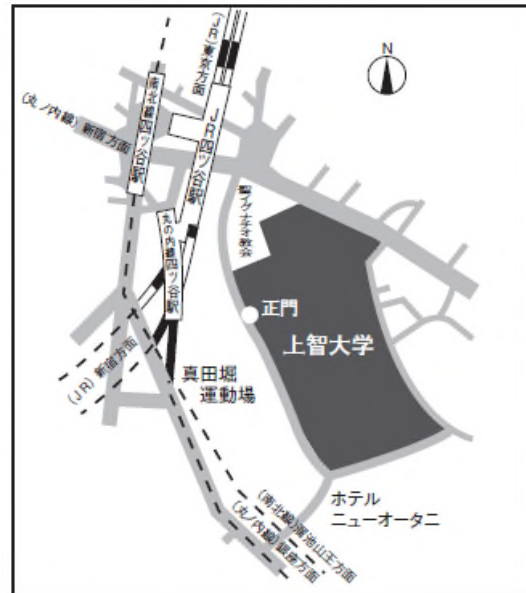 (JR)東京方面
N
南北線四ッ谷駅
JR四ッ谷駅
(丸ノ内線)新宿方面
聖イグナチオ教会
丸の内線四ッ谷駅
正門
上智大学
(JR)新宿方面
真田堀
運動場
ホテル
ニューオータニ
(南北線)溜池山王方面
(丸ノ内線)銀座方面